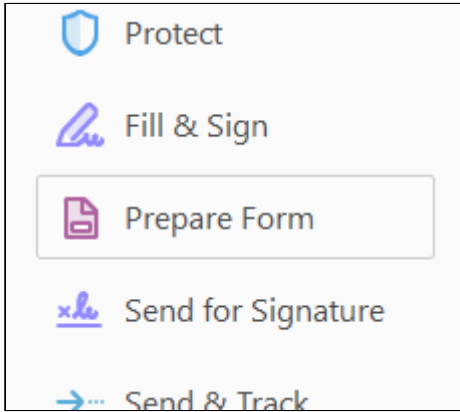 Protect
Fill & Sign
Prepare Form
Send for Signature
Send & Track